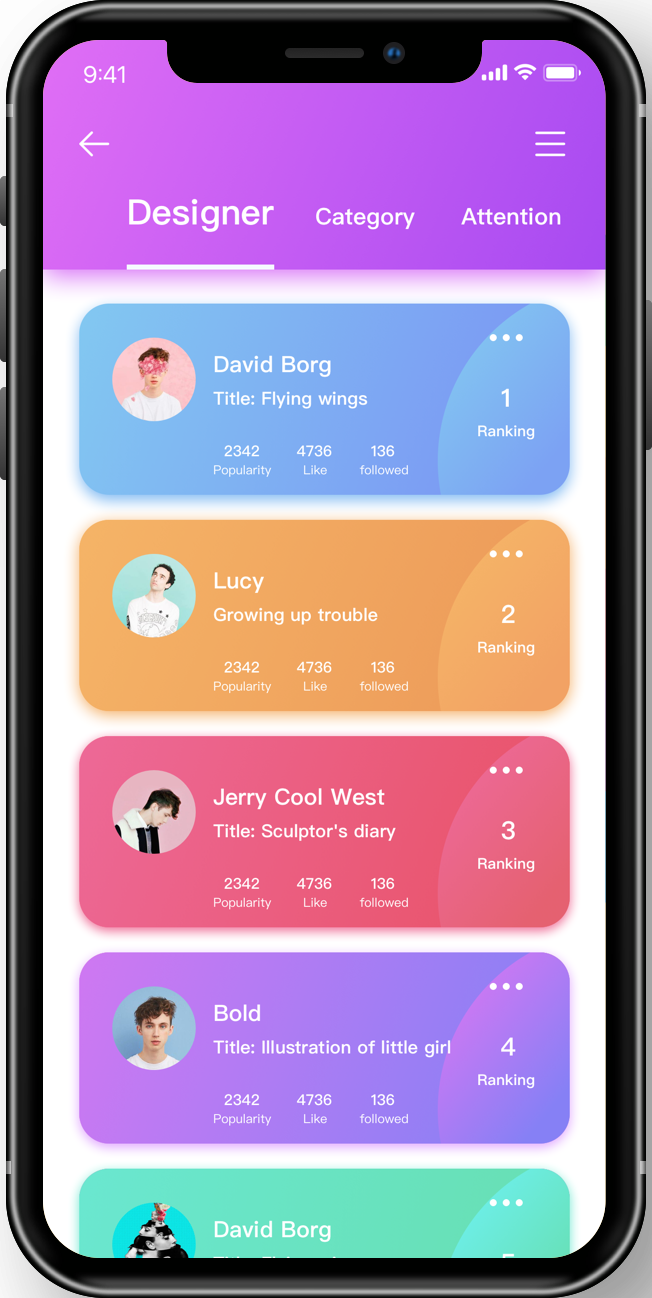 9:41
Designer Category Attention
David Borg
Title: Flying wings
1
Ranking
2342 4736 136
Popularity Like followed
Lucy
Growing up trouble
2
Ranking
2342 4736 136
Popularity Like followed
Jerry Cool West
Title: Sculptor's diary
3
Ranking
2342 4736 136
Popularity Like followed
Bold
Title: Illustration of little girl
4
Ranking
2342 4736 136
Popularity Like followed
David Borg